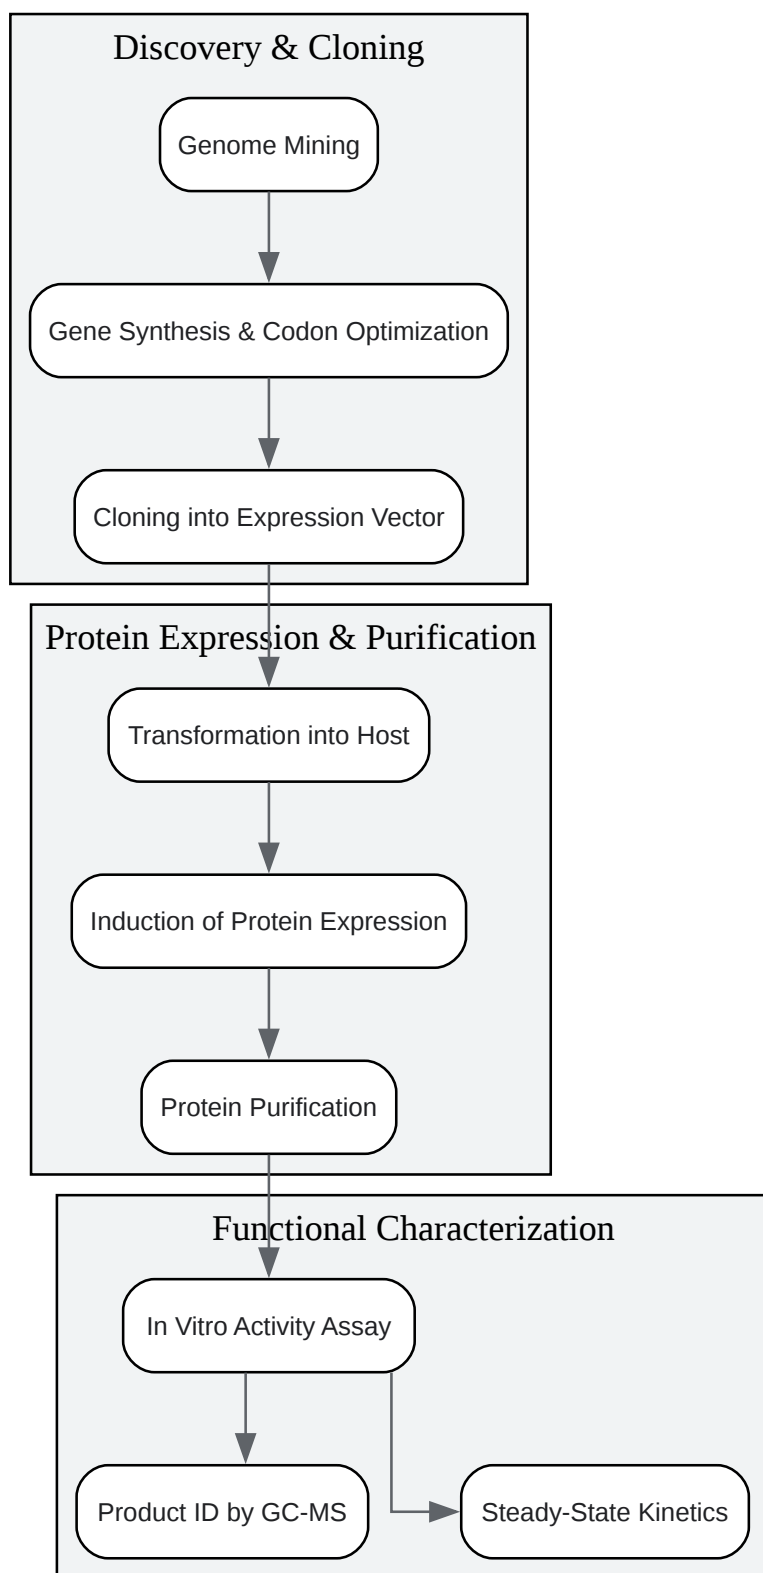 Discovery & Cloning
Genome Mining
Gene Synthesis & Codon Optimization
Cloning into Expression Vector
Protein Expression & Purification
Transformation into Host
Induction of Protein Expression
Protein Purification
Functional Characterization
In Vitro Activity Assay
Product ID by GC-MS
Steady-State Kinetics